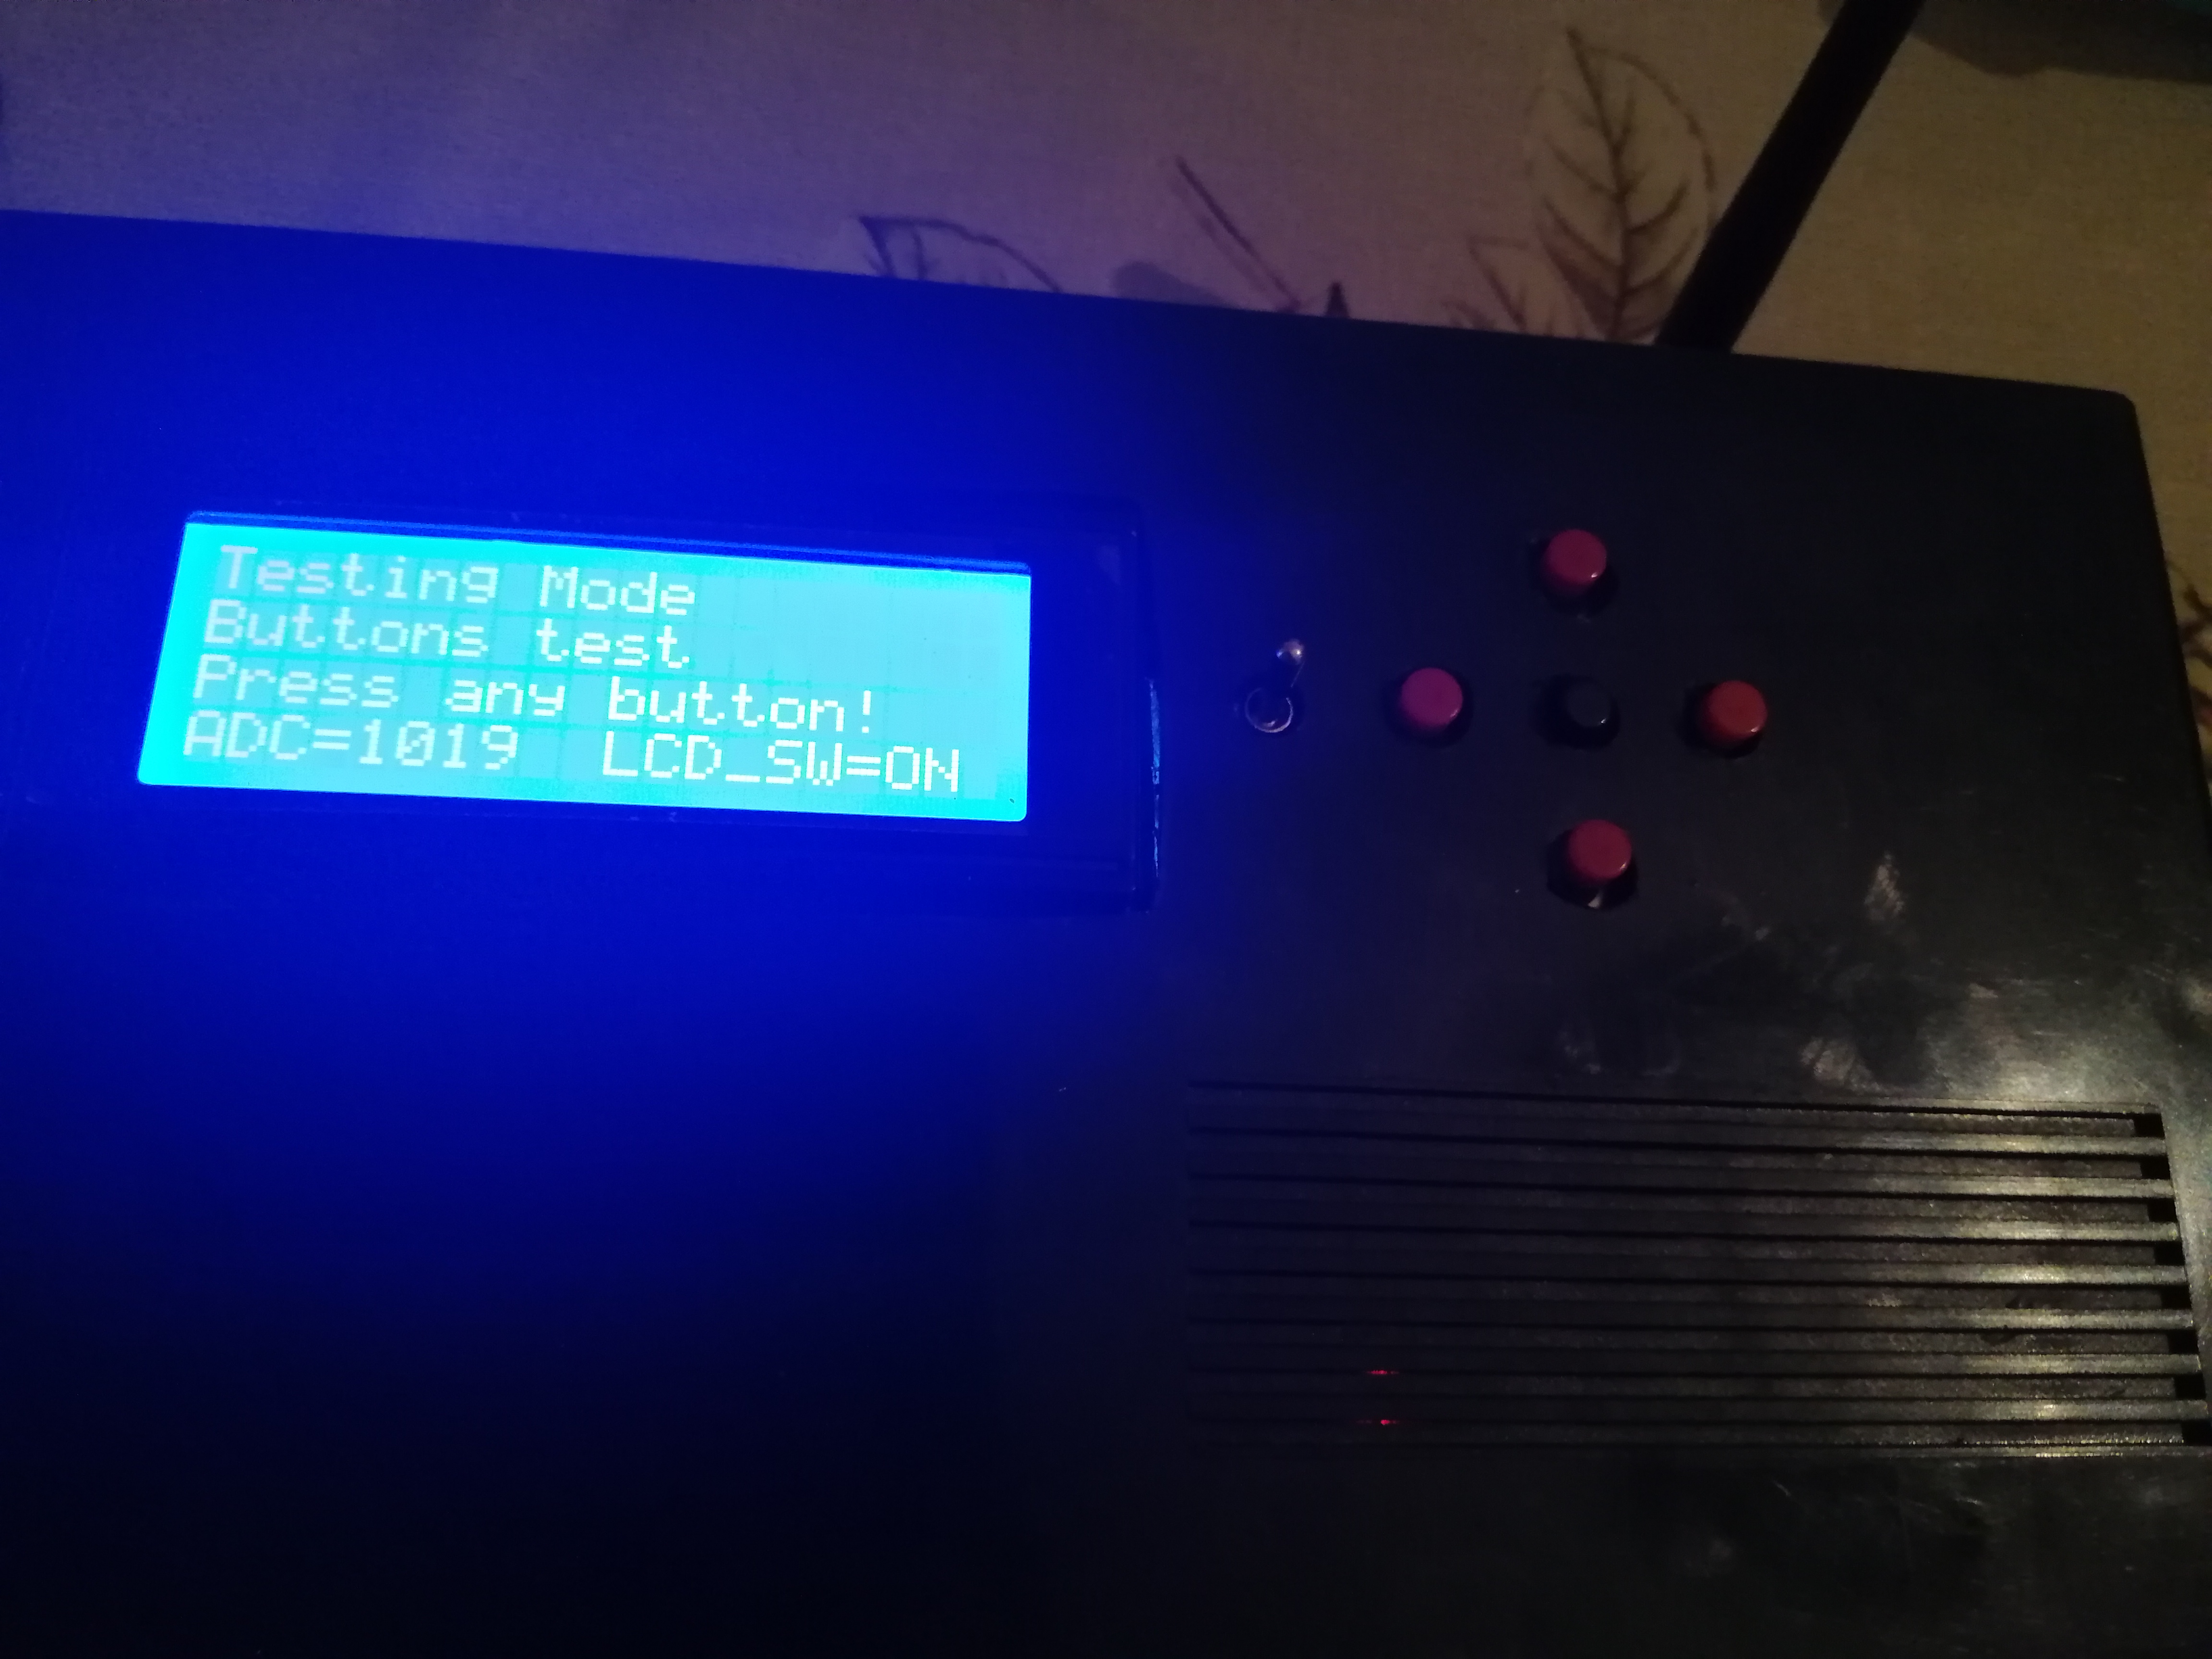 Testing Mode
Buttons test
Press any button!
ADC=1019 LCD_SW=ON